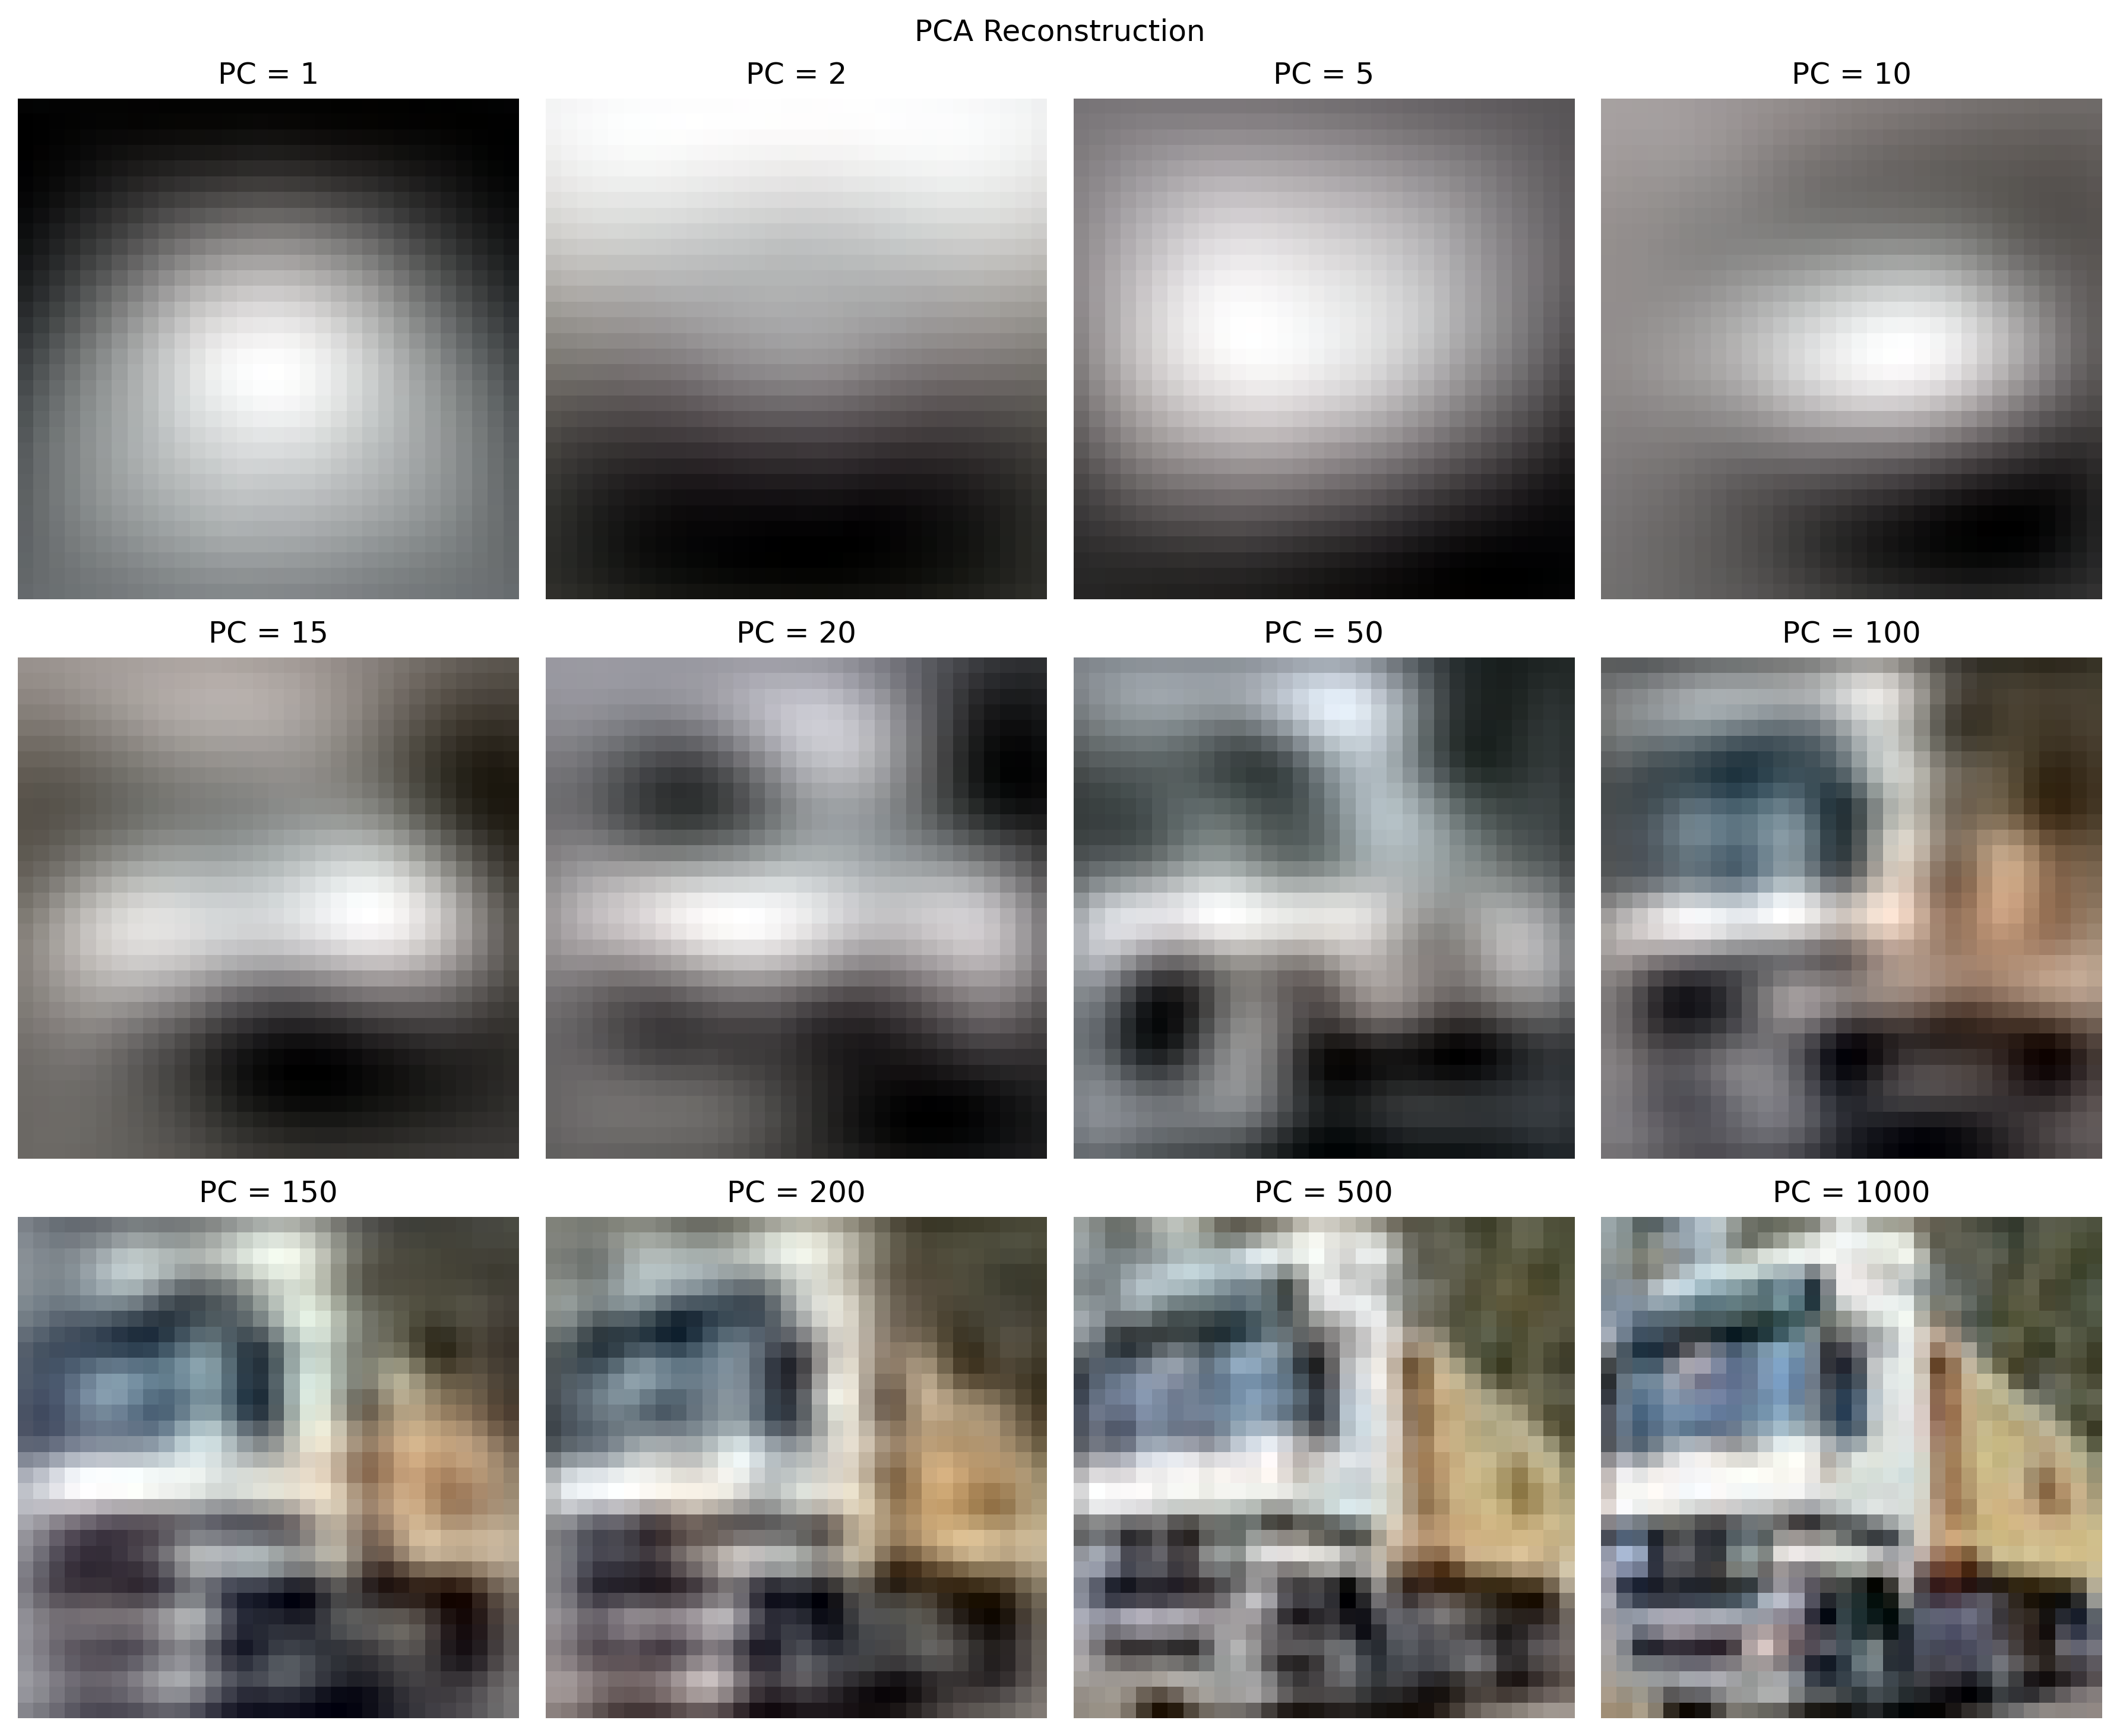 PCA Reconstruction
PC = 1
PC = 2
PC = 5
PC = 10
PC = 15
PC = 20
PC = 50
PC = 100
PC = 150
PC = 200
PC = 500
PC = 1000